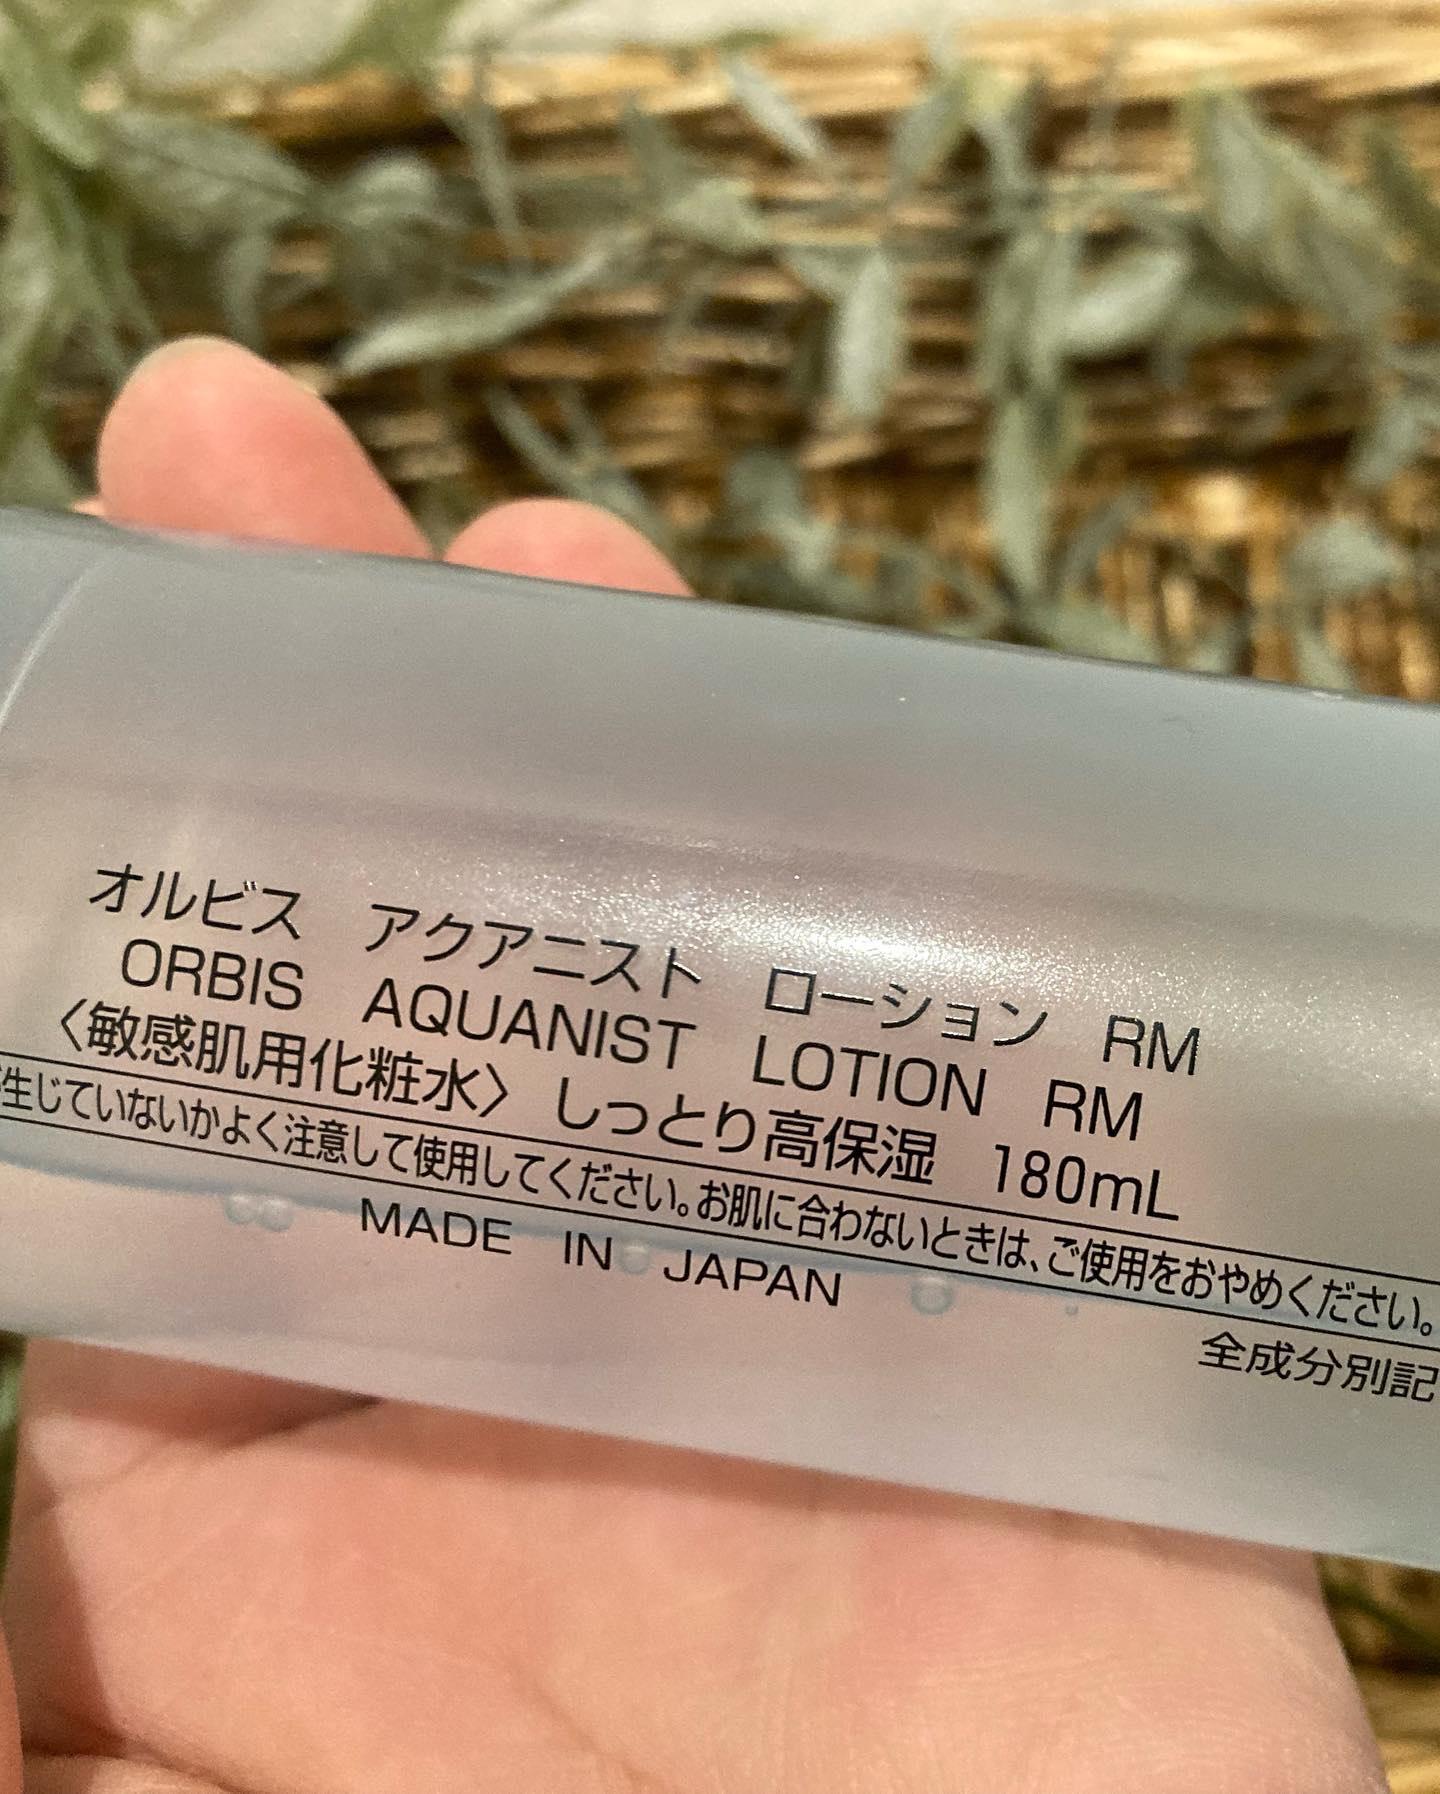 オルビス　アクアニスト　ローション　RM
ORBIS AQUANIST LOTION RM
〈敏感肌用化粧水〉しっとり高保湿　180mL
生じていないかよく注意して使用してください。お肌に合わないときは、ご使用をおやめください。
MADE IN JAPAN
全成分別記